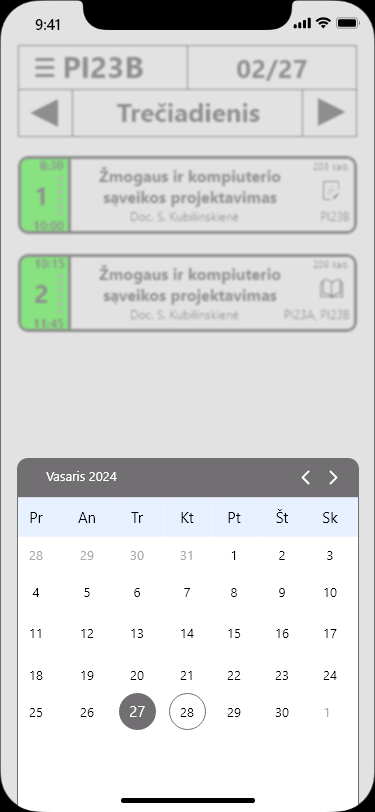 9:41
☰ PI23B 02/27
◀ Trečiadienis ▶
8:30 203 kab.
1 Žmogaus ir kompiuterio
sąveikos projektavimas
Doc. S. Kubilinskienė PI23B
10:00
10:15 209 kab.
2 Žmogaus ir kompiuterio
sąveikos projektavimas
Doc. S. Kubilinskienė PI23A, PI23B
11:45
Vasaris 2024
Pr An Tr Kt Pt Št Sk
28 29 30 31 1 2 3
4 5 6 7 8 9 10
11 12 13 14 15 16 17
18 19 20 21 22 23 24
25 26 27 28 29 30 1